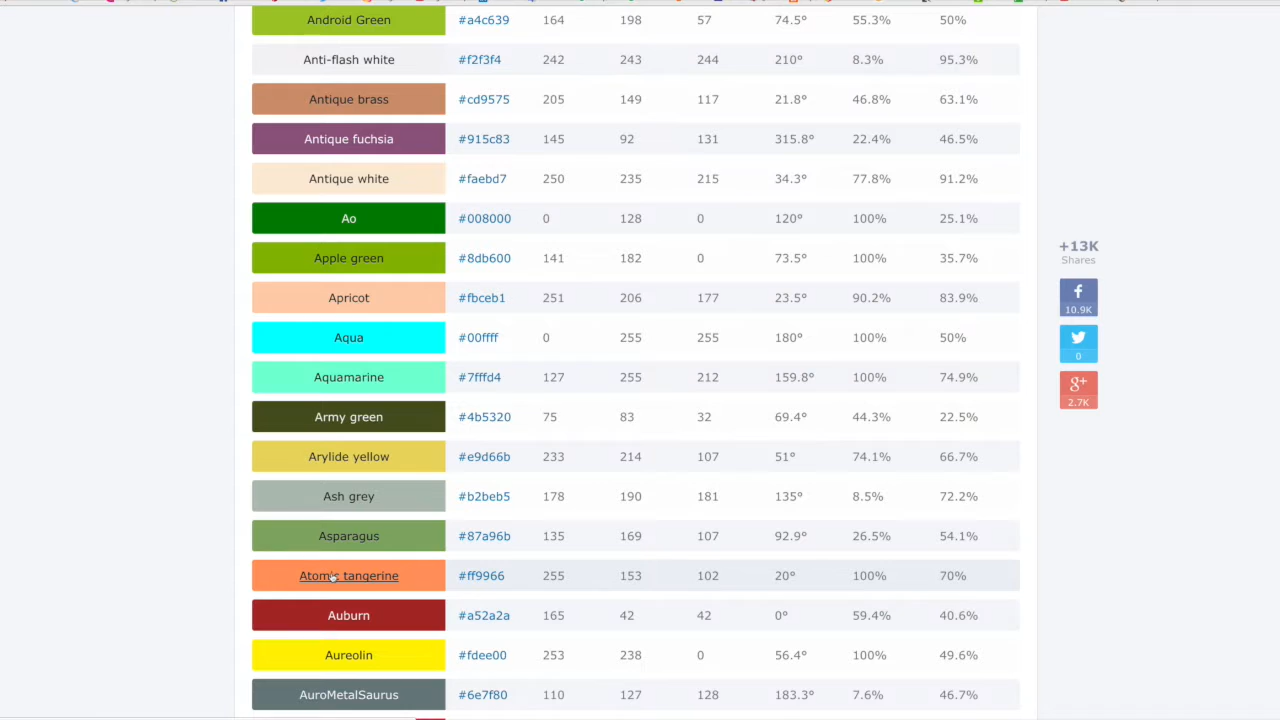 Android Green #a4c639 164 198 57 74.5° 55.3% 50%
Anti-flash white #f2f3f4 242 243 244 210° 8.3% 95.3%
Antique brass #cd9575 205 149 117 21.8° 46.8% 63.1%
Antique fuchsia #915c83 145 92 131 315.8° 22.4% 46.5%
Antique white #faebd7 250 235 215 34.3° 77.8% 91.2%
Ao #008000 0 128 0 120° 100% 25.1%
+13K
Shares
Apple green #8db600 141 182 0 73.5° 100% 35.7%
Apricot #fbceb1 251 206 177 23.5° 90.2% 83.9%
f
10.9K
Aqua #00ffff 0 255 255 180° 100% 50%
0
Aquamarine #7fffd4 127 255 212 159.8° 100% 74.9%
g+
2.7K
Army green #4b5320 75 83 32 69.4° 44.3% 22.5%
Arylide yellow #e9d66b 233 214 107 51° 74.1% 66.7%
Ash grey #b2beb5 178 190 181 135° 8.5% 72.2%
Asparagus #87a96b 135 169 107 92.9° 26.5% 54.1%
Atomic tangerine #ff9966 255 153 102 20° 100% 70%
Auburn #a52a2a 165 42 42 0° 59.4% 40.6%
Aureolin #fdee00 253 238 0 56.4° 100% 49.6%
AuroMetalSaurus #6e7f80 110 127 128 183.3° 7.6% 46.7%